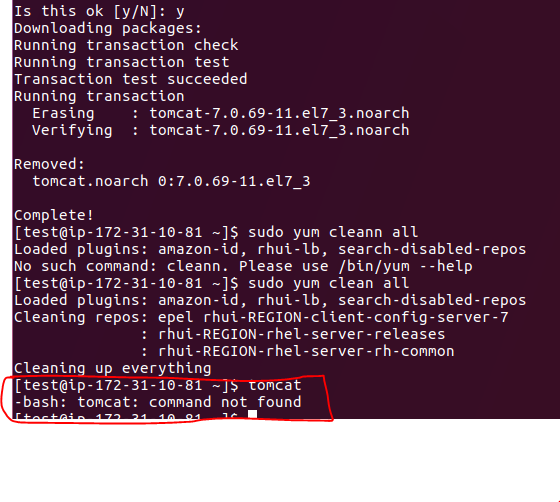 Is this ok [y/N]: y
Downloading packages:
Running transaction check
Running transaction test
Transaction test succeeded
Running transaction
  Erasing    : tomcat-7.0.69-11.el7_3.noarch
  Verifying  : tomcat-7.0.69-11.el7_3.noarch
Removed:
  tomcat.noarch 0:7.0.69-11.el7_3
Complete!
[test@ip-172-31-10-81 ~]$ sudo yum cleann all
Loaded plugins: amazon-id, rhui-lb, search-disabled-repos
No such command: cleann. Please use /bin/yum --help
[test@ip-172-31-10-81 ~]$ sudo yum clean all
Loaded plugins: amazon-id, rhui-lb, search-disabled-repos
Cleaning repos: epel rhui-REGION-client-config-server-7
              : rhui-REGION-rhel-server-releases
              : rhui-REGION-rhel-server-rh-common
Cleaning up everything
[test@ip-172-31-10-81 ~]$ tomcat
-bash: tomcat: command not found
[test@ip-172-31-10-81 ~]$